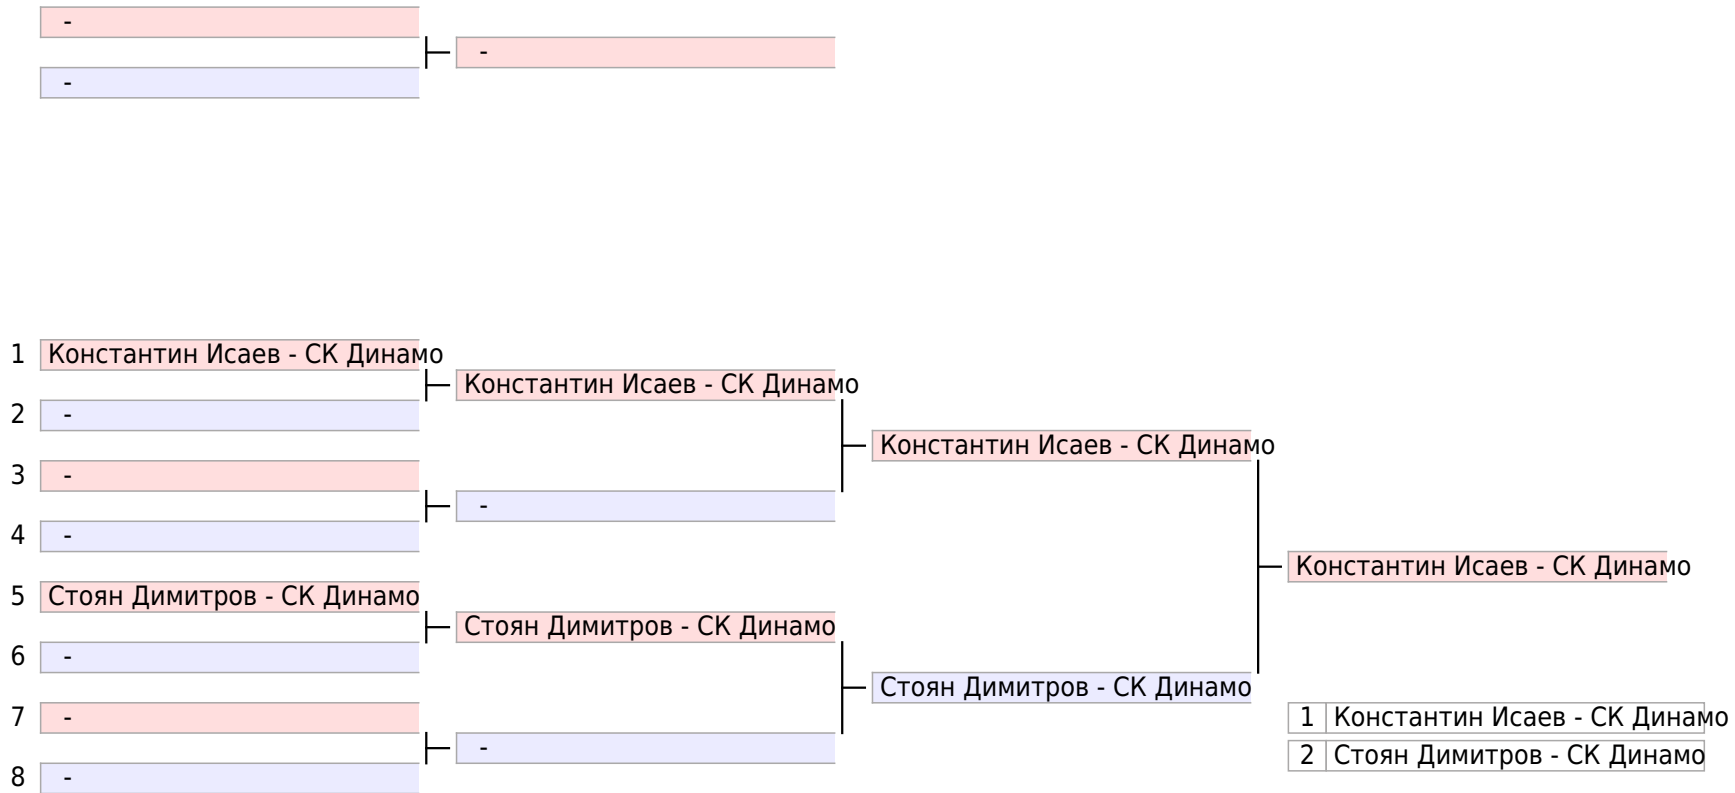 -
-
-
1 Константин Исаев - СК Динамо
Константин Исаев - СК Динамо
2 -
Константин Исаев - СК Динамо
3 -
-
4 -
Константин Исаев - СК Динамо
5 Стоян Димитров - СК Динамо
Стоян Димитров - СК Динамо
6 -
Стоян Димитров - СК Динамо
7 -
1 Константин Исаев - СК Динамо
-
2 Стоян Димитров - СК Динамо
8 -